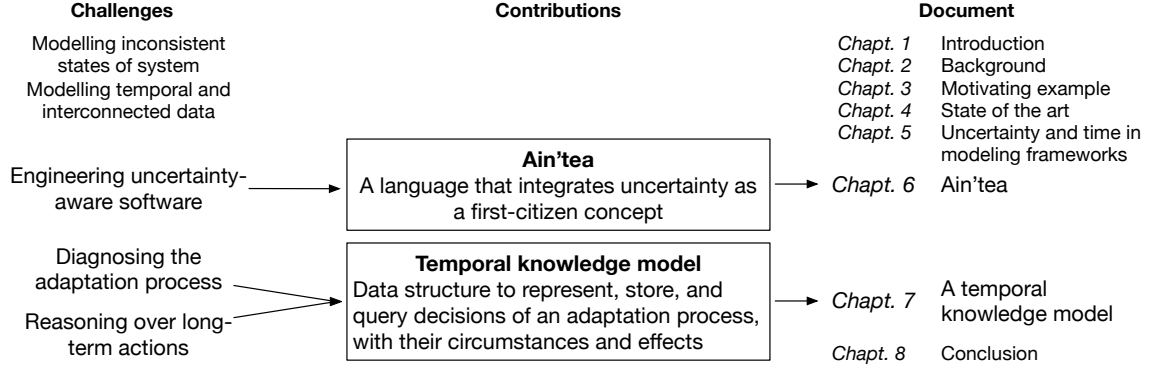 Challenges
Modelling inconsistent
states of system
Modelling temporal and
interconnected data
Engineering uncertainty-
aware software
Diagnosing the
adaptation process
Reasoning over long-
term actions
Contributions
Ain'tea
A language that integrates uncertainty as
a first-citizen concept
Temporal knowledge model
Data structure to represent, store, and
query decisions of an adaptation process,
with their circumstances and effects
Document
Chapt. 1 Introduction
Chapt. 2 Background
Chapt. 3 Motivating example
Chapt. 4 State of the art
Chapt. 5 Uncertainty and time in
modeling frameworks
Chapt. 6 Ain'tea
Chapt. 7 A temporal
knowledge model
Chapt. 8 Conclusion